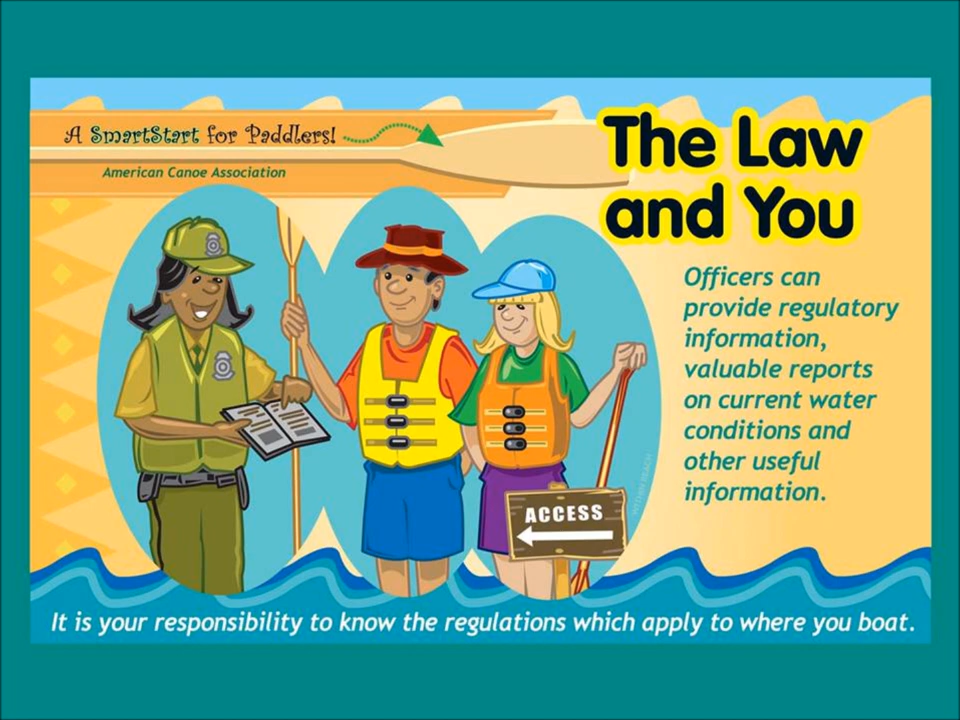 A SmartStart for Paddlers!
American Canoe Association
The Law
and You
Officers can
provide regulatory
information,
valuable reports
on current water
conditions and
other useful
information.
ACCESS
It is your responsibility to know the regulations which apply to where you boat.